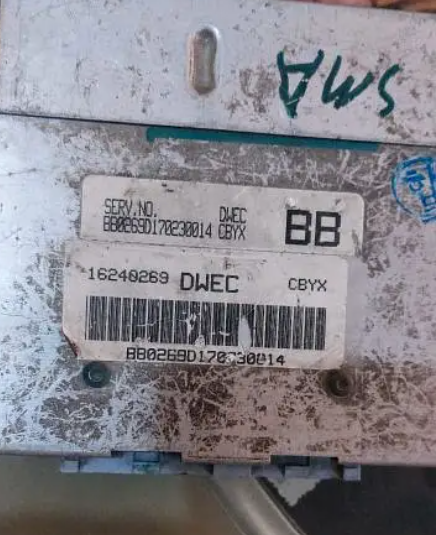 SMA
SERV.NO. DWEC
BB0269D170230014 CBYX BB
16240269 DWEC CBYX
BB0269D170230014